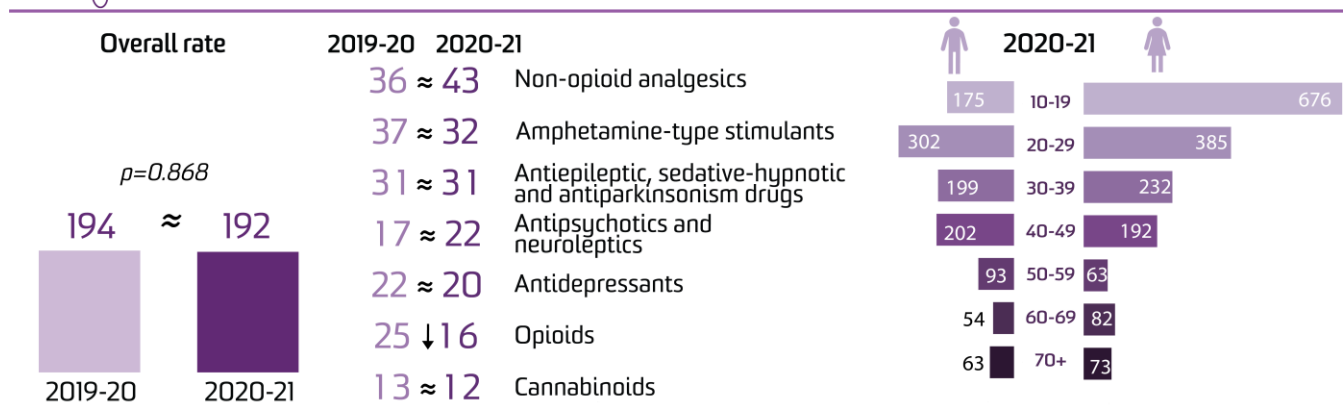 Overall rate
p=0.868
194 ≈ 192
2019-20 2020-21
2019-20 2020-21
36 ≈ 43 Non-opioid analgesics
37 ≈ 32 Amphetamine-type stimulants
31 ≈ 31 Antiepileptic, sedative-hypnotic
and antiparkinsonism drugs
17 ≈ 22 Antipsychotics and
neuroleptics
22 ≈ 20 Antidepressants
25 ↓ 16 Opioids
13 ≈ 12 Cannabinoids
2020-21
175 10-19 676
302 20-29 385
199 30-39 232
202 40-49 192
93 50-59 63
54 60-69 82
63 70+ 73